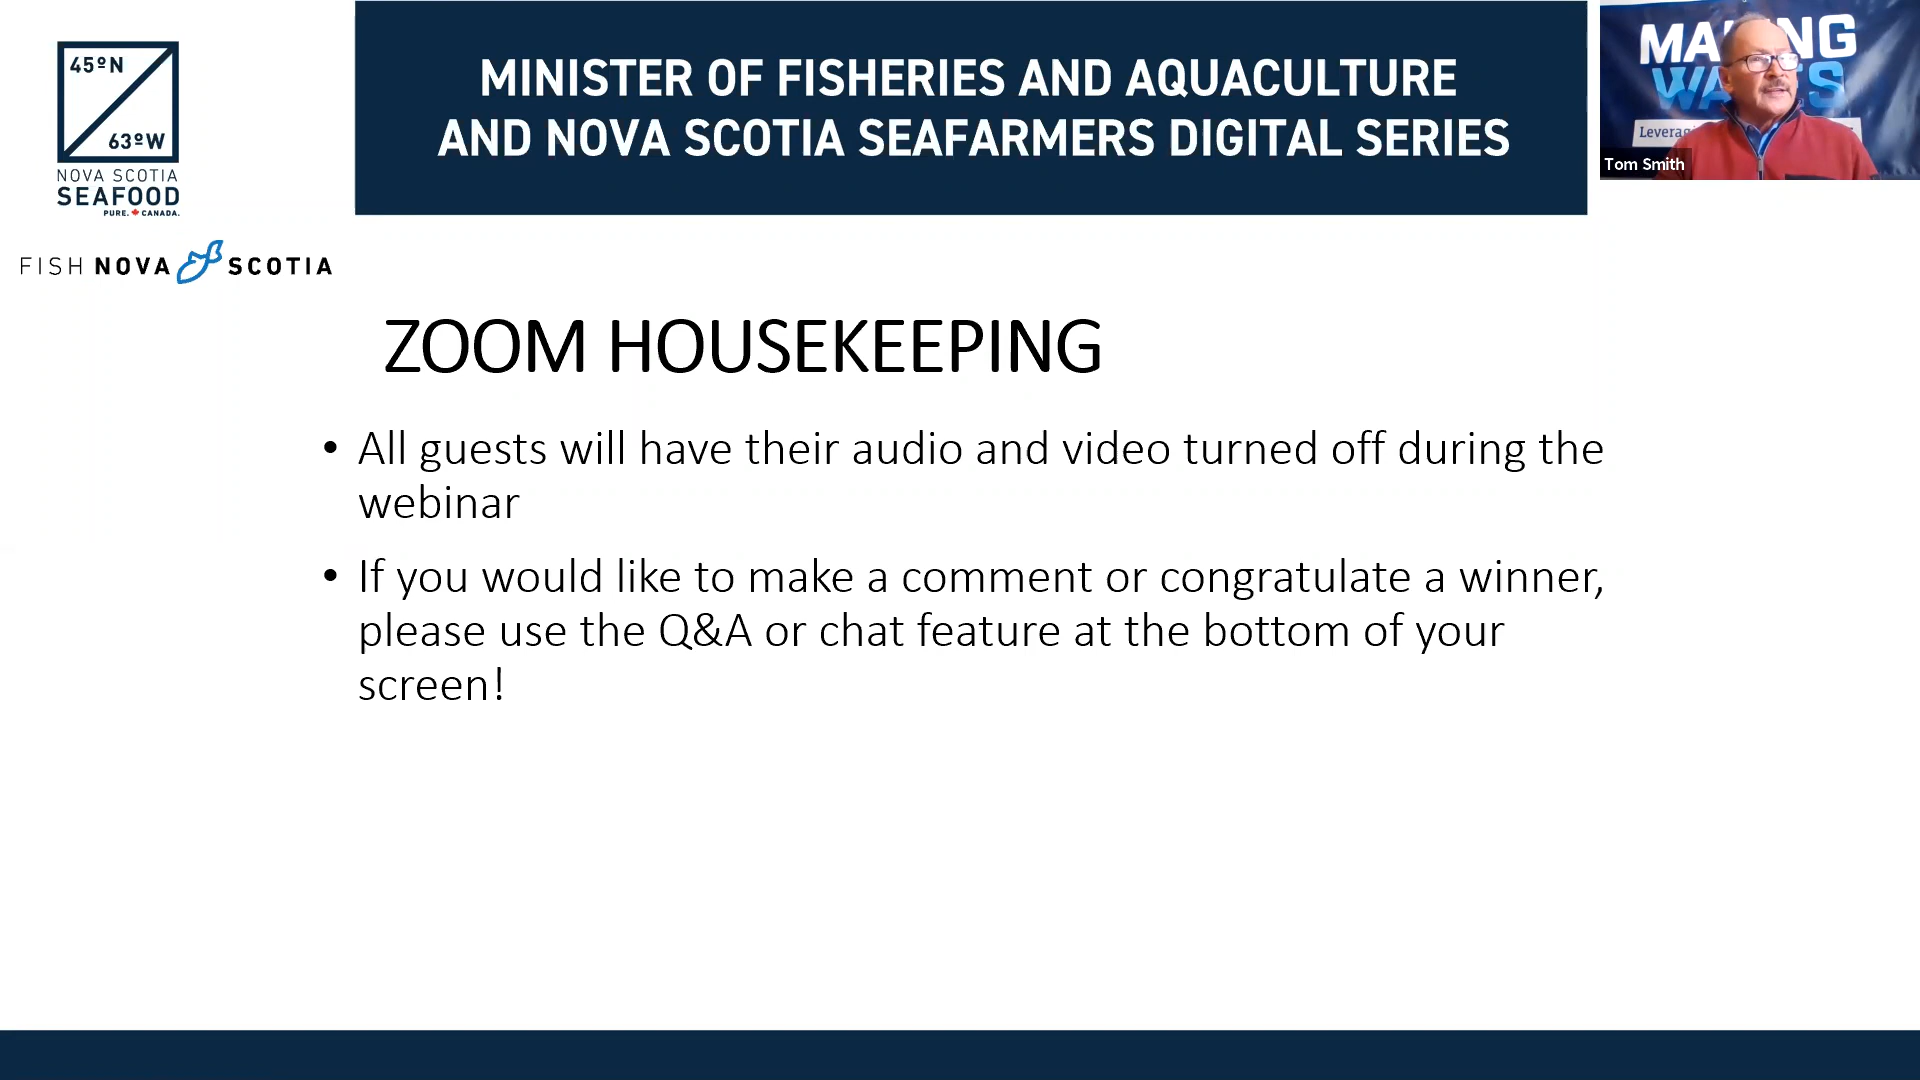 45ºN
63ºW
NOVA SCOTIA
SEAFOOD
PURE. CANADA.
FISH NOVA SCOTIA
MINISTER OF FISHERIES AND AQUACULTURE
AND NOVA SCOTIA SEAFARMERS DIGITAL SERIES
Tom Smith
ZOOM HOUSEKEEPING
• All guests will have their audio and video turned off during the
webinar
• If you would like to make a comment or congratulate a winner,
please use the Q&A or chat feature at the bottom of your
screen!